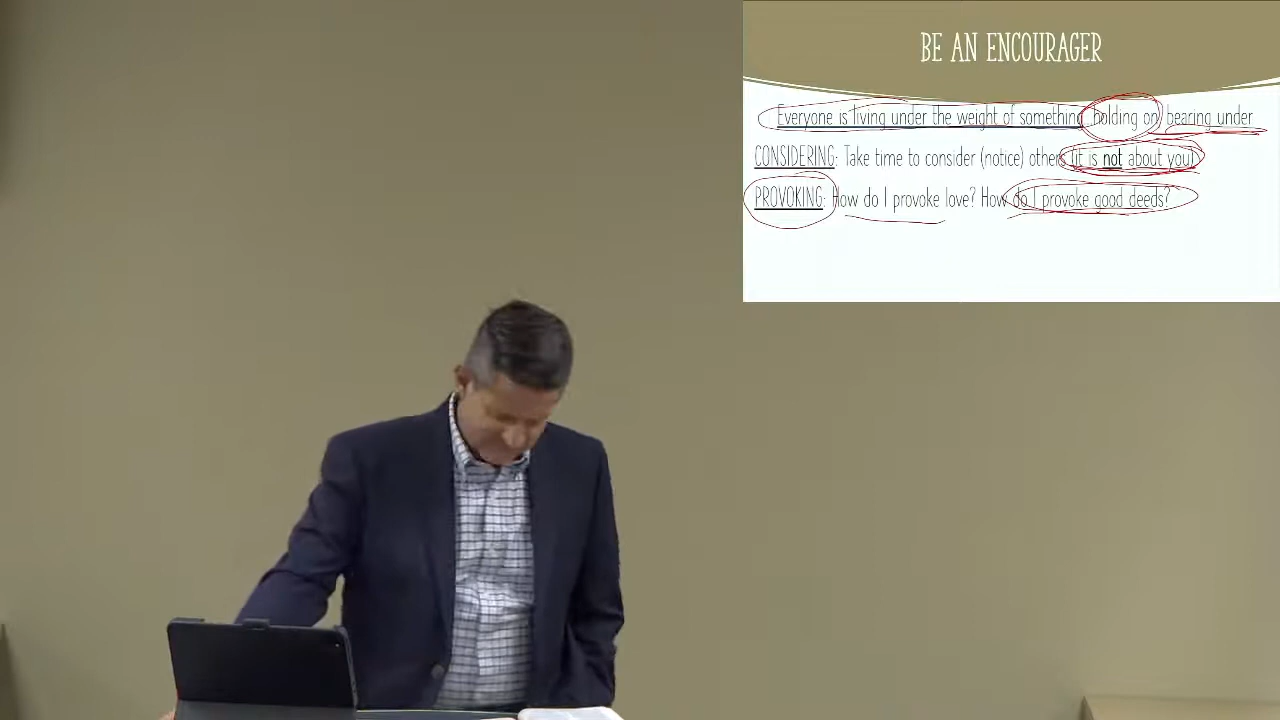 BE AN ENCOURAGER
Everyone is living under the weight of something holding on bearing under
CONSIDERING: Take time to consider (notice) others (it is not about you)
PROVOKING: How do I provoke love? How do I provoke good deeds?